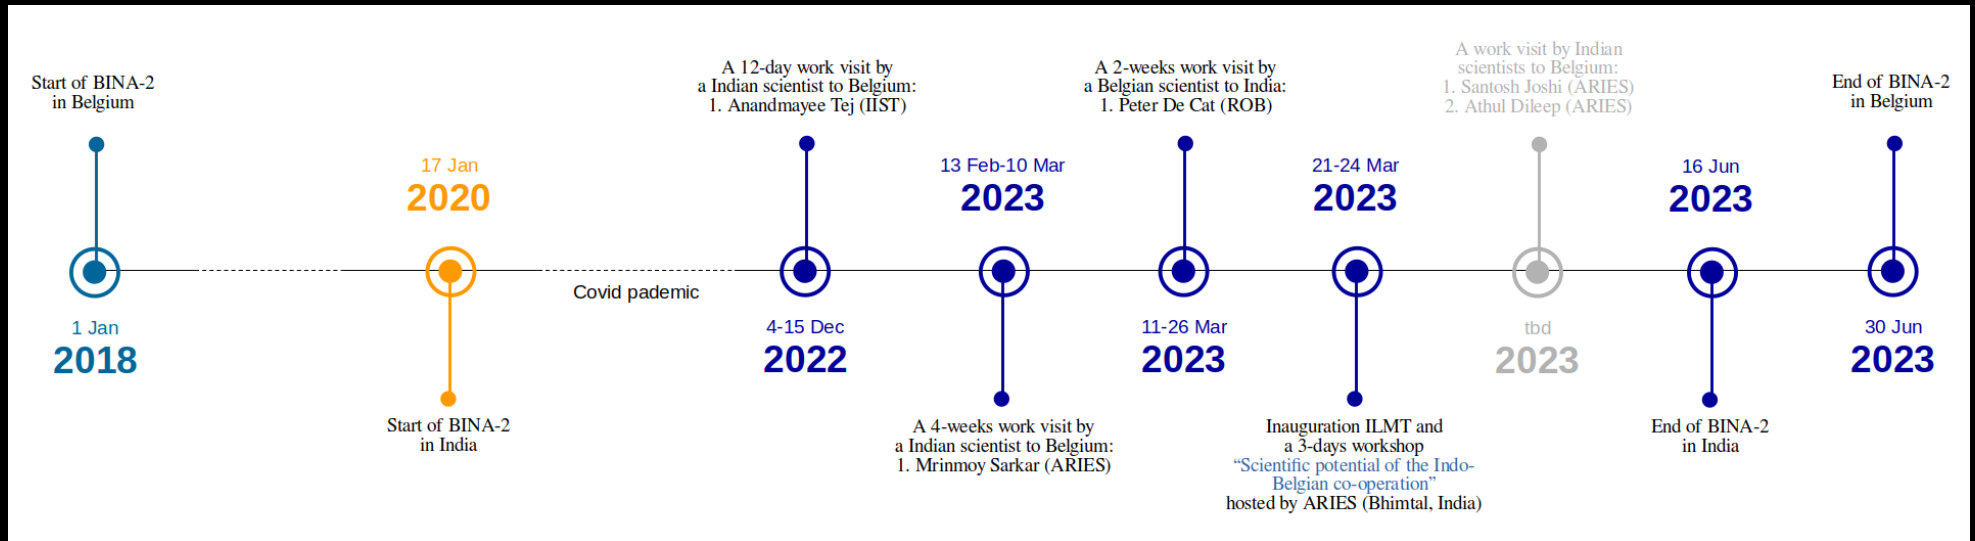 Start of BINA-2
in Belgium
1 Jan
2018
17 Jan
2020
Start of BINA-2
in India
Covid pademic
A 12-day work visit by
a Indian scientist to Belgium:
1. Anandmayee Tej (IIST)
4-15 Dec
2022
13 Feb-10 Mar
2023
A 4-weeks work visit by
a Indian scientist to Belgium:
1. Mrinmoy Sarkar (ARIES)
A 2-weeks work visit by
a Belgian scientist to India:
1. Peter De Cat (ROB)
11-26 Mar
2023
21-24 Mar
2023
Inauguration ILMT and
a 3-days workshop
“Scientific potential of the Indo-
Belgian co-operation”
hosted by ARIES (Bhimtal, India)
A work visit by Indian
scientists to Belgium:
1. Santosh Joshi (ARIES)
2. Athul Dileep (ARIES)
tbd
2023
16 Jun
2023
End of BINA-2
in India
End of BINA-2
in Belgium
30 Jun
2023